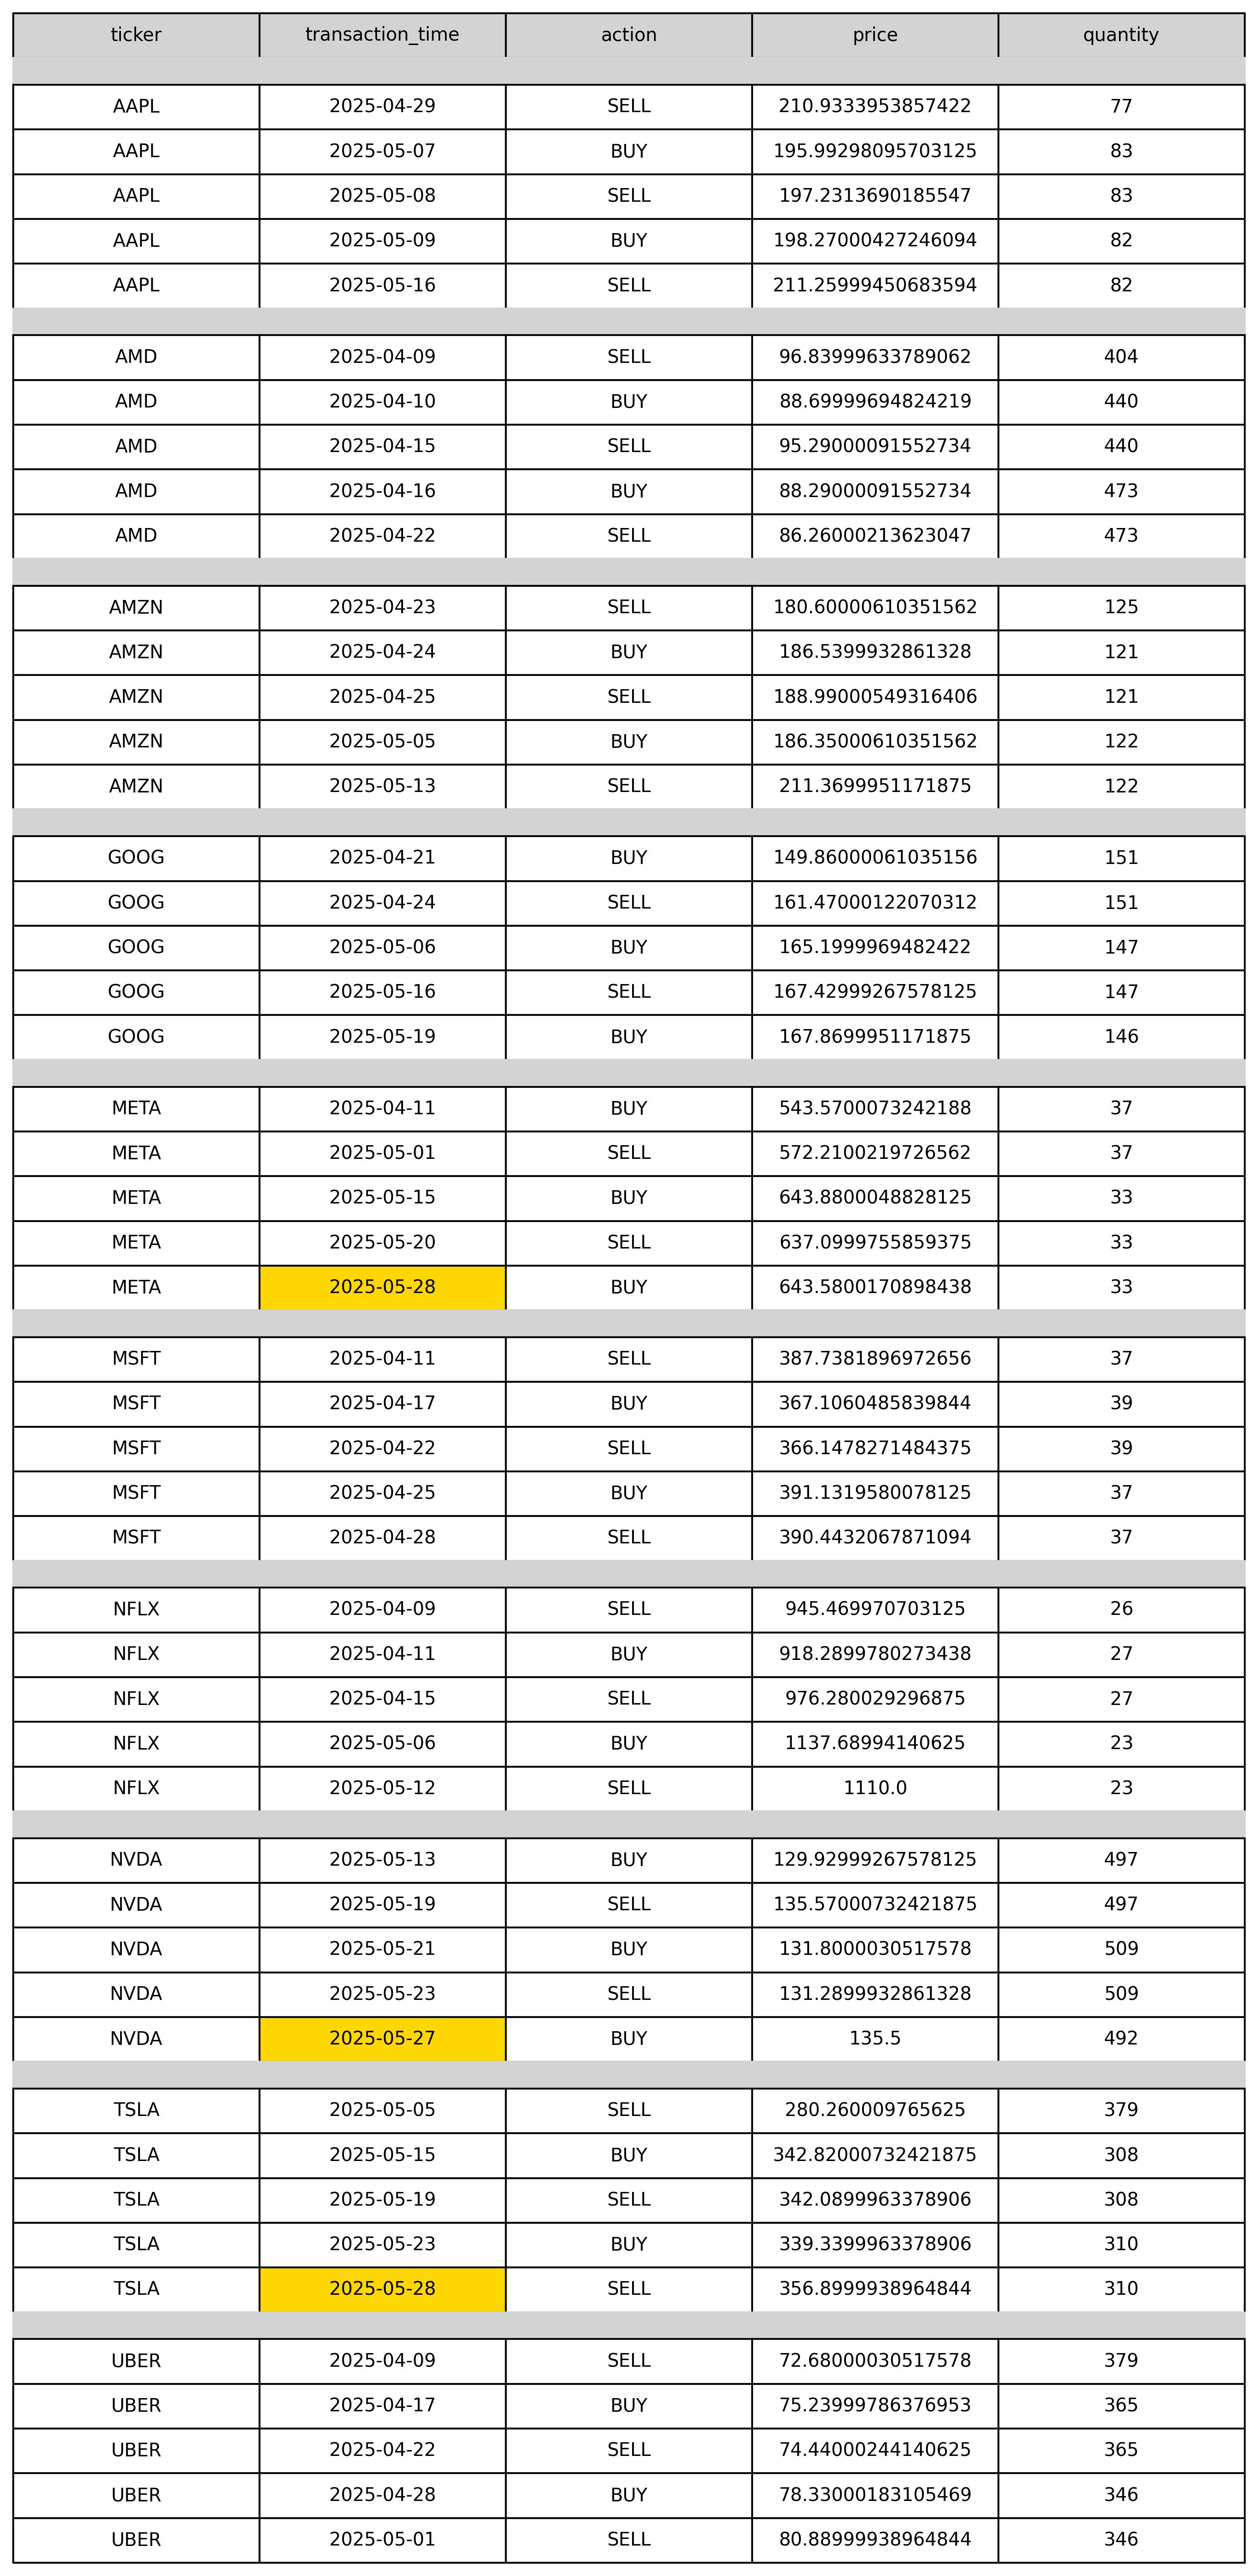 ticker transaction_time action price quantity
AAPL 2025-04-29 SELL 210.9333953857422 77
AAPL 2025-05-07 BUY 195.99298095703125 83
AAPL 2025-05-08 SELL 197.2313690185547 83
AAPL 2025-05-09 BUY 198.27000427246094 82
AAPL 2025-05-16 SELL 211.25999450683594 82
AMD 2025-04-09 SELL 96.83999633789062 404
AMD 2025-04-10 BUY 88.69999694824219 440
AMD 2025-04-15 SELL 95.29000091552734 440
AMD 2025-04-16 BUY 88.29000091552734 473
AMD 2025-04-22 SELL 86.26000213623047 473
AMZN 2025-04-23 SELL 180.60000610351562 125
AMZN 2025-04-24 BUY 186.5399932861328 121
AMZN 2025-04-25 SELL 188.99000549316406 121
AMZN 2025-05-05 BUY 186.35000610351562 122
AMZN 2025-05-13 SELL 211.3699951171875 122
GOOG 2025-04-21 BUY 149.86000061035156 151
GOOG 2025-04-24 SELL 161.47000122070312 151
GOOG 2025-05-06 BUY 165.1999969482422 147
GOOG 2025-05-16 SELL 167.42999267578125 147
GOOG 2025-05-19 BUY 167.8699951171875 146
META 2025-04-11 BUY 543.5700073242188 37
META 2025-05-01 SELL 572.2100219726562 37
META 2025-05-15 BUY 643.8800048828125 33
META 2025-05-20 SELL 637.0999755859375 33
META 2025-05-28 BUY 643.5800170898438 33
MSFT 2025-04-11 SELL 387.7381896972656 37
MSFT 2025-04-17 BUY 367.1060485839844 39
MSFT 2025-04-22 SELL 366.1478271484375 39
MSFT 2025-04-25 BUY 391.1319580078125 37
MSFT 2025-04-28 SELL 390.4432067871094 37
NFLX 2025-04-09 SELL 945.469970703125 26
NFLX 2025-04-11 BUY 918.2899780273438 27
NFLX 2025-04-15 SELL 976.280029296875 27
NFLX 2025-05-06 BUY 1137.68994140625 23
NFLX 2025-05-12 SELL 1110.0 23
NVDA 2025-05-13 BUY 129.92999267578125 497
NVDA 2025-05-19 SELL 135.57000732421875 497
NVDA 2025-05-21 BUY 131.8000030517578 509
NVDA 2025-05-23 SELL 131.2899932861328 509
NVDA 2025-05-27 BUY 135.5 492
TSLA 2025-05-05 SELL 280.260009765625 379
TSLA 2025-05-15 BUY 342.82000732421875 308
TSLA 2025-05-19 SELL 342.0899963378906 308
TSLA 2025-05-23 BUY 339.3399963378906 310
TSLA 2025-05-28 SELL 356.8999938964844 310
UBER 2025-04-09 SELL 72.68000030517578 379
UBER 2025-04-17 BUY 75.23999786376953 365
UBER 2025-04-22 SELL 74.44000244140625 365
UBER 2025-04-28 BUY 78.33000183105469 346
UBER 2025-05-01 SELL 80.88999938964844 346